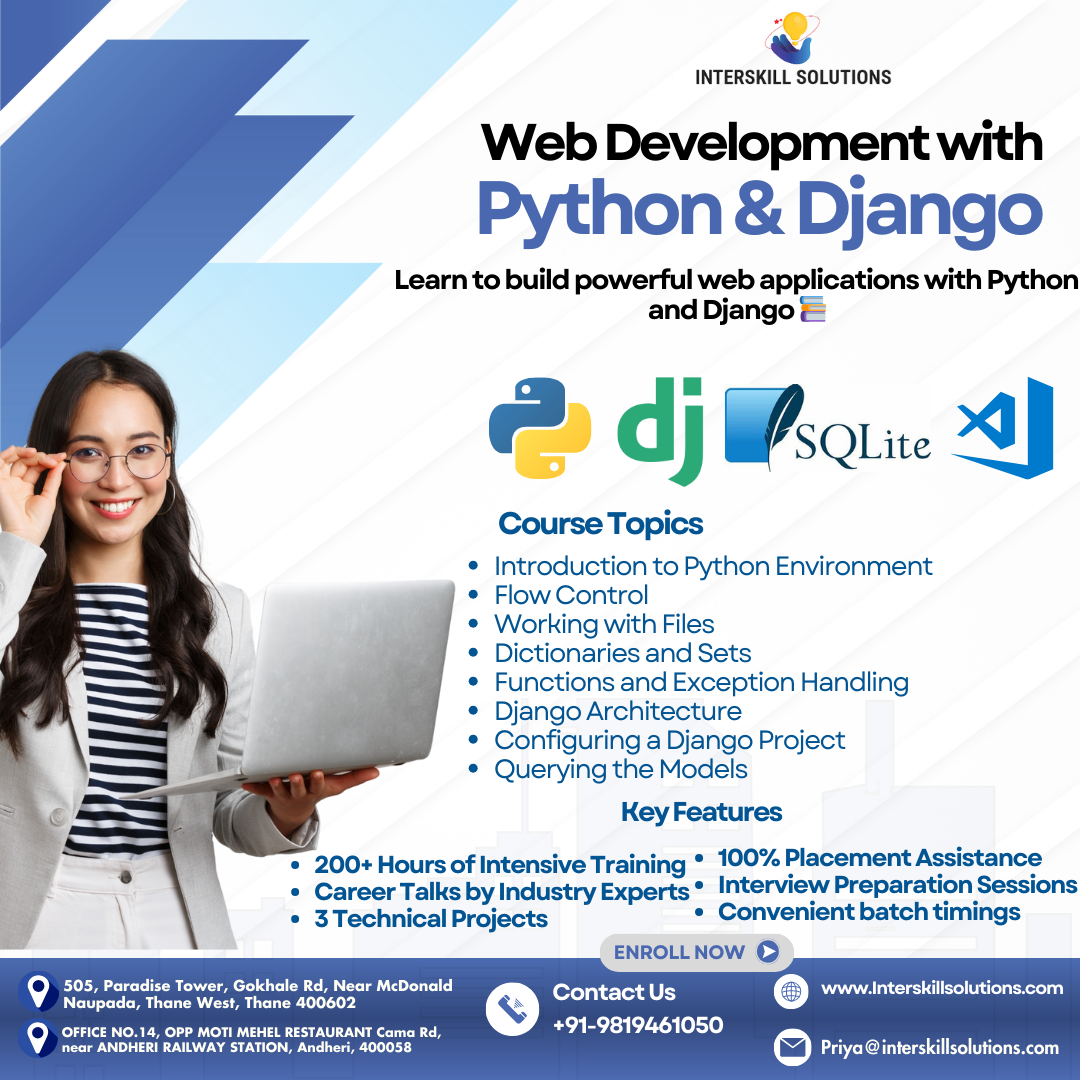 INTERSKILL SOLUTIONS
Web Development with
Python & Django
Learn to build powerful web applications with Python
and Django
dj
SQLite
Course Topics
Introduction to Python Environment
Flow Control
Working with Files
Dictionaries and Sets
Functions and Exception Handling
Django Architecture
Configuring a Django Project
Querying the Models
Key Features
200+ Hours of Intensive Training
Career Talks by Industry Experts
3 Technical Projects
100% Placement Assistance
Interview Preparation Sessions
Convenient batch timings
ENROLL NOW
505, Paradise Tower, Gokhale Rd, Near McDonald
Naupada, Thane West, Thane 400602
OFFICE NO.14, OPP MOTI MEHEL RESTAURANT Cama Rd,
near ANDHERI RAILWAY STATION, Andheri, 400058
Contact Us
+91-9819461050
www.Interskillsolutions.com
Priya@interskillsolutions.com